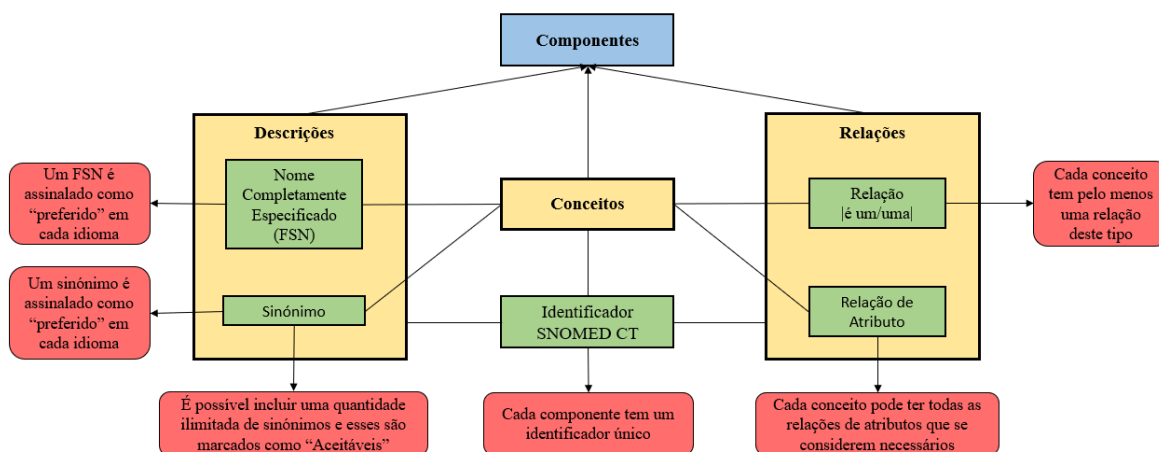 Componentes
Descrições
Relações
Nome
Completamente
Especificado
(FSN)
Conceitos
Relação
|é um/uma|
Um FSN é
assinalado como
“preferido” em
cada idioma
Cada conceito
tem pelo menos
uma relação
deste tipo
Um sinónimo é
assinalado como
“preferido” em
cada idioma
Sinónimo
Identificador
SNOMED CT
Relação de
Atributo
É possível incluir uma quantidade
ilimitada de sinónimos e esses são
marcados como “Aceitáveis”
Cada componente tem um
identificador único
Cada conceito pode ter todas as
relações de atributos que se
considerem necessários